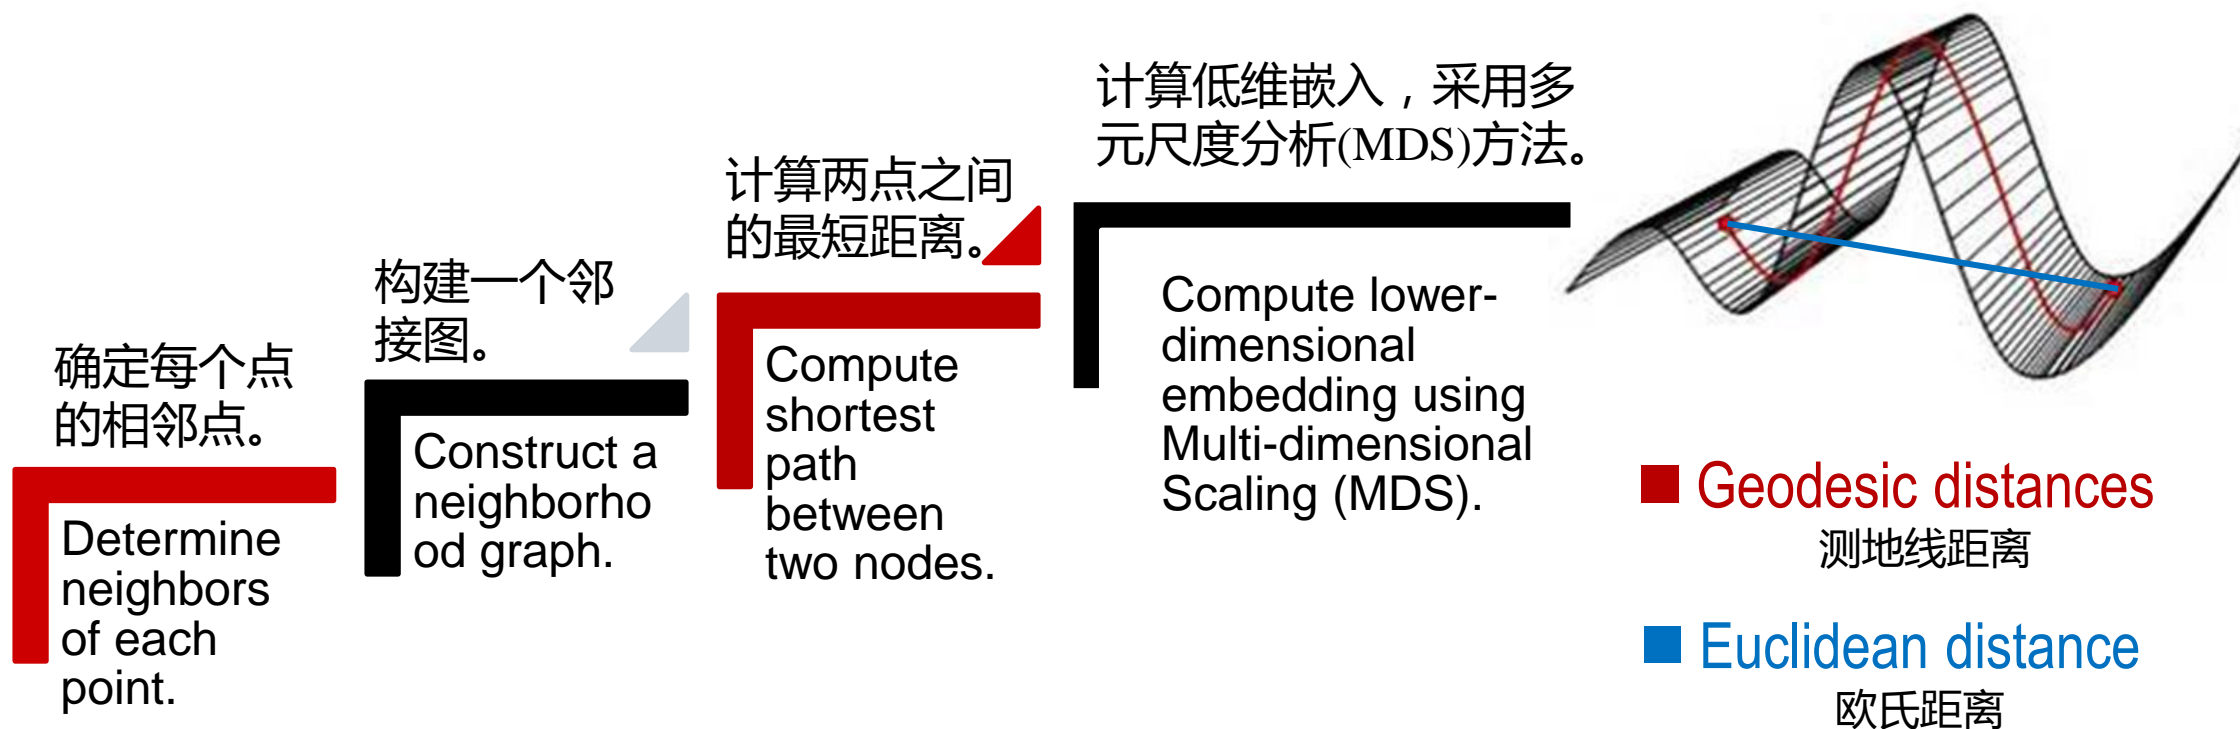 确定每个点
的相邻点。
Determine
neighbors
of each
point.
构建一个邻
接图。
Construct a
neighborho
od graph.
计算两点之间
的最短距离。
Compute
shortest
path
between
two nodes.
计算低维嵌入，采用多
元尺度分析(MDS)方法。
Compute lower-
dimensional
embedding using
Multi-dimensional
Scaling (MDS).
Geodesic distances
测地线距离
Euclidean distance
欧氏距离